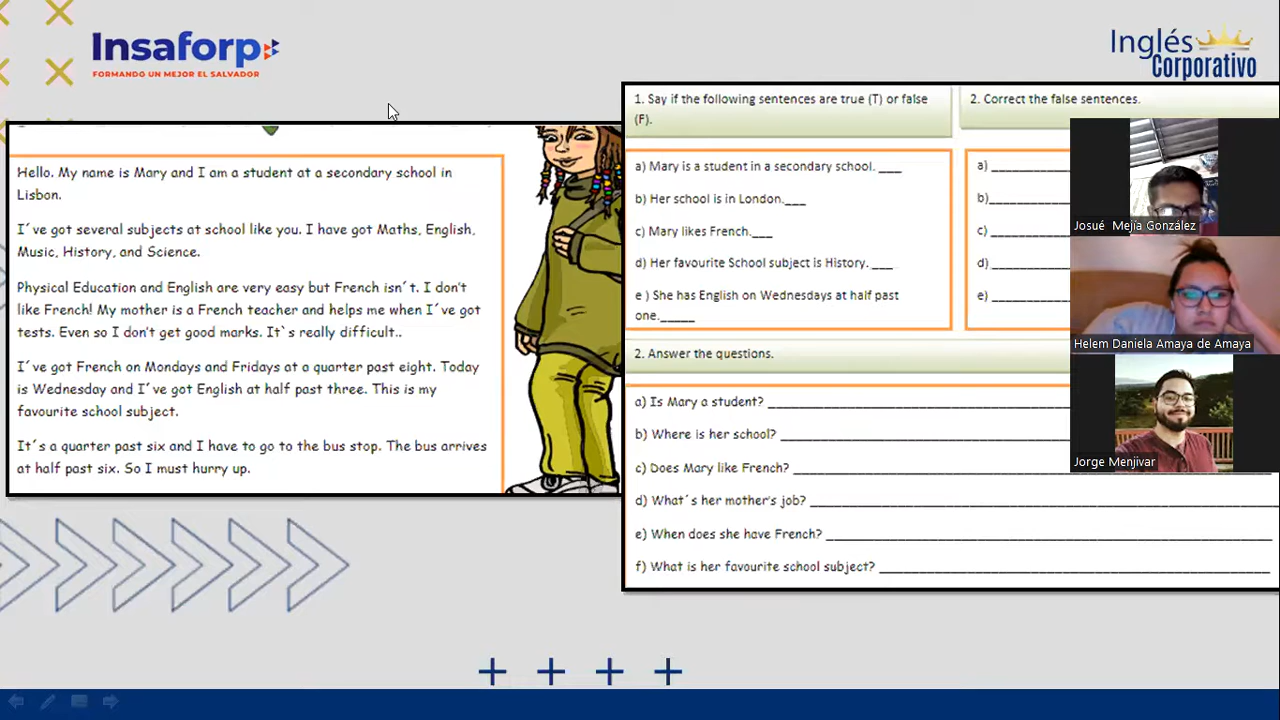 Insaforp
FORMANDO UN MEJOR EL SALVADOR
Inglés
Corporativo
Hello. My name is Mary and I am a student at a secondary school in
Lisbon.
I´ve got several subjects at school like you. I have got Maths, English,
Music, History, and Science.
Physical Education and English are very easy but French isn´t. I don't
like French! My mother is a French teacher and helps me when I´ve got
tests. Even so I don't get good marks. It`s really difficult..
I´ve got French on Mondays and Fridays at a quarter past eight. Today
is Wednesday and I´ve got English at half past three. This is my
favourite school subject.
It´s a quarter past six and I have to go to the bus stop. The bus arrives
at half past six. So I must hurry up.
1. Say if the following sentences are true (T) or false
(F).
a) Mary is a student in a secondary school. ___
b) Her school is in London.___
c) Mary likes French.___
d) Her favourite School subject is History. ___
e ) She has English on Wednesdays at half past
one._____
2. Correct the false sentences.
a)
b)
c)
d)
e)
2. Answer the questions.
a) Is Mary a student?
b) Where is her school?
c) Does Mary like French?
d) What´s her mother's job?
e) When does she have French?
f) What is her favourite school subject?
Josué Mejía González
Helem Daniela Amaya de Amaya
Jorge Menjivar